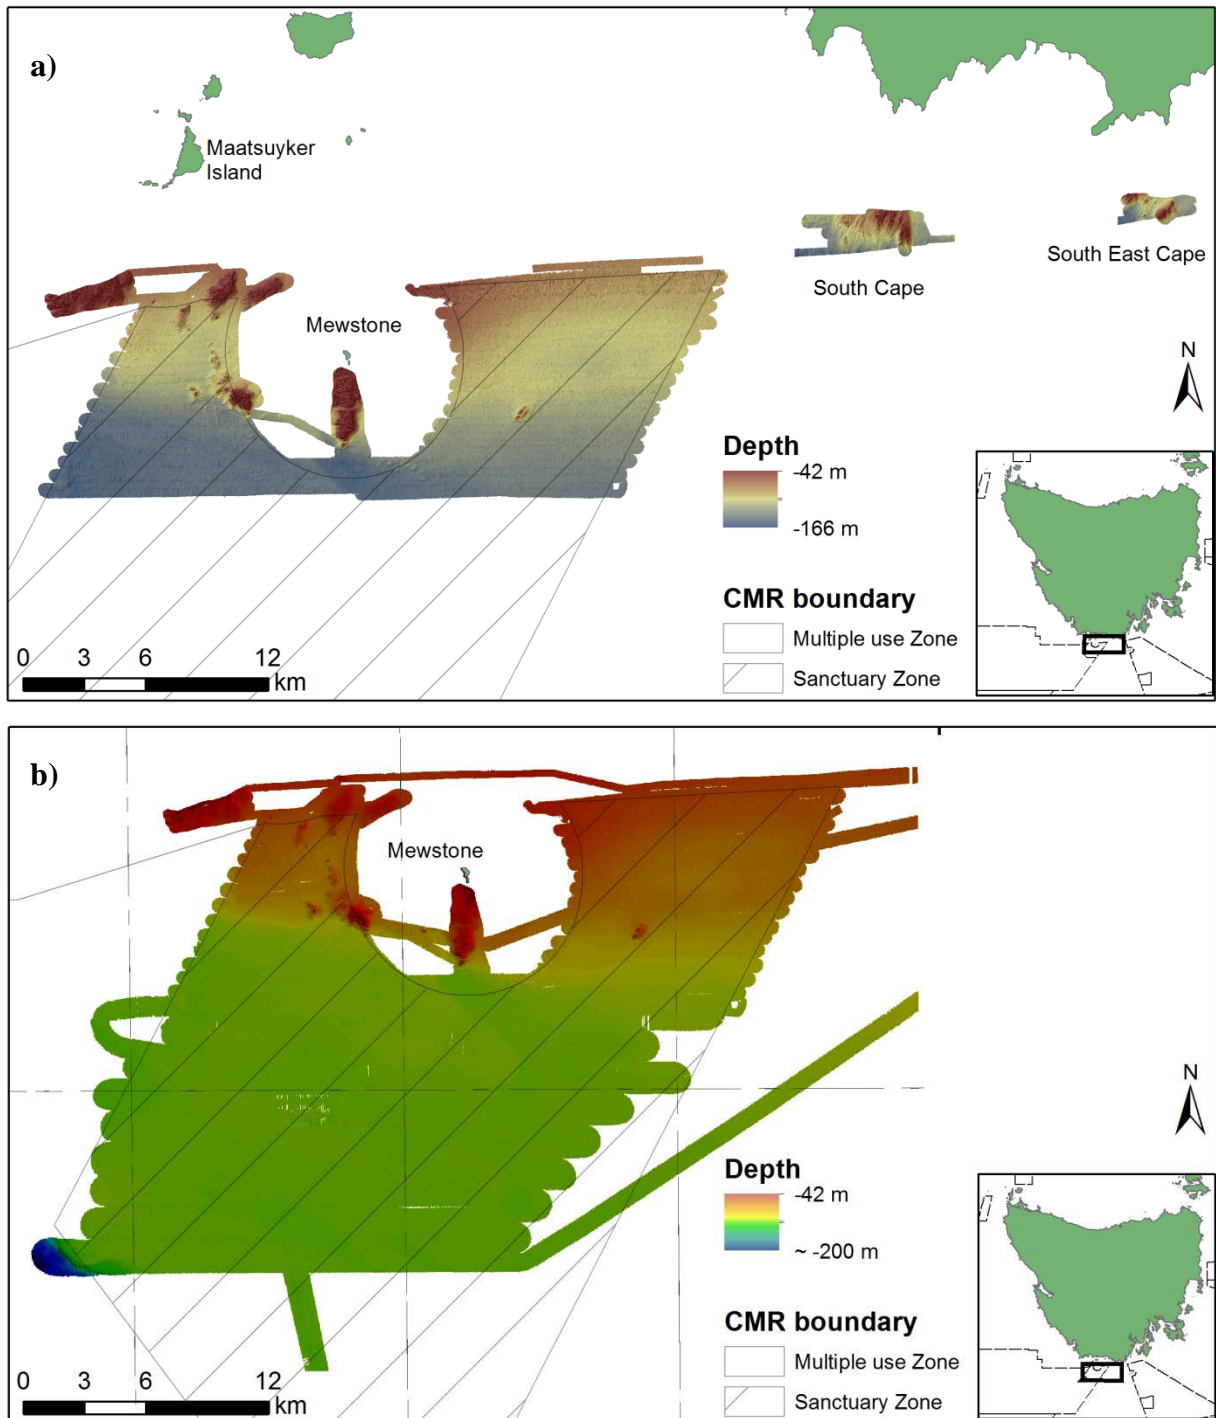 a)
Maatsuyker
Island
South East Cape
South Cape
Mewstone
N
Depth
-42 m
-166 m
CMR boundary
Multiple use Zone
Sanctuary Zone
0 3 6 12
km
b)
Mewstone
N
Depth
-42 m
~ -200 m
CMR boundary
Multiple use Zone
Sanctuary Zone
0 3 6 12
km